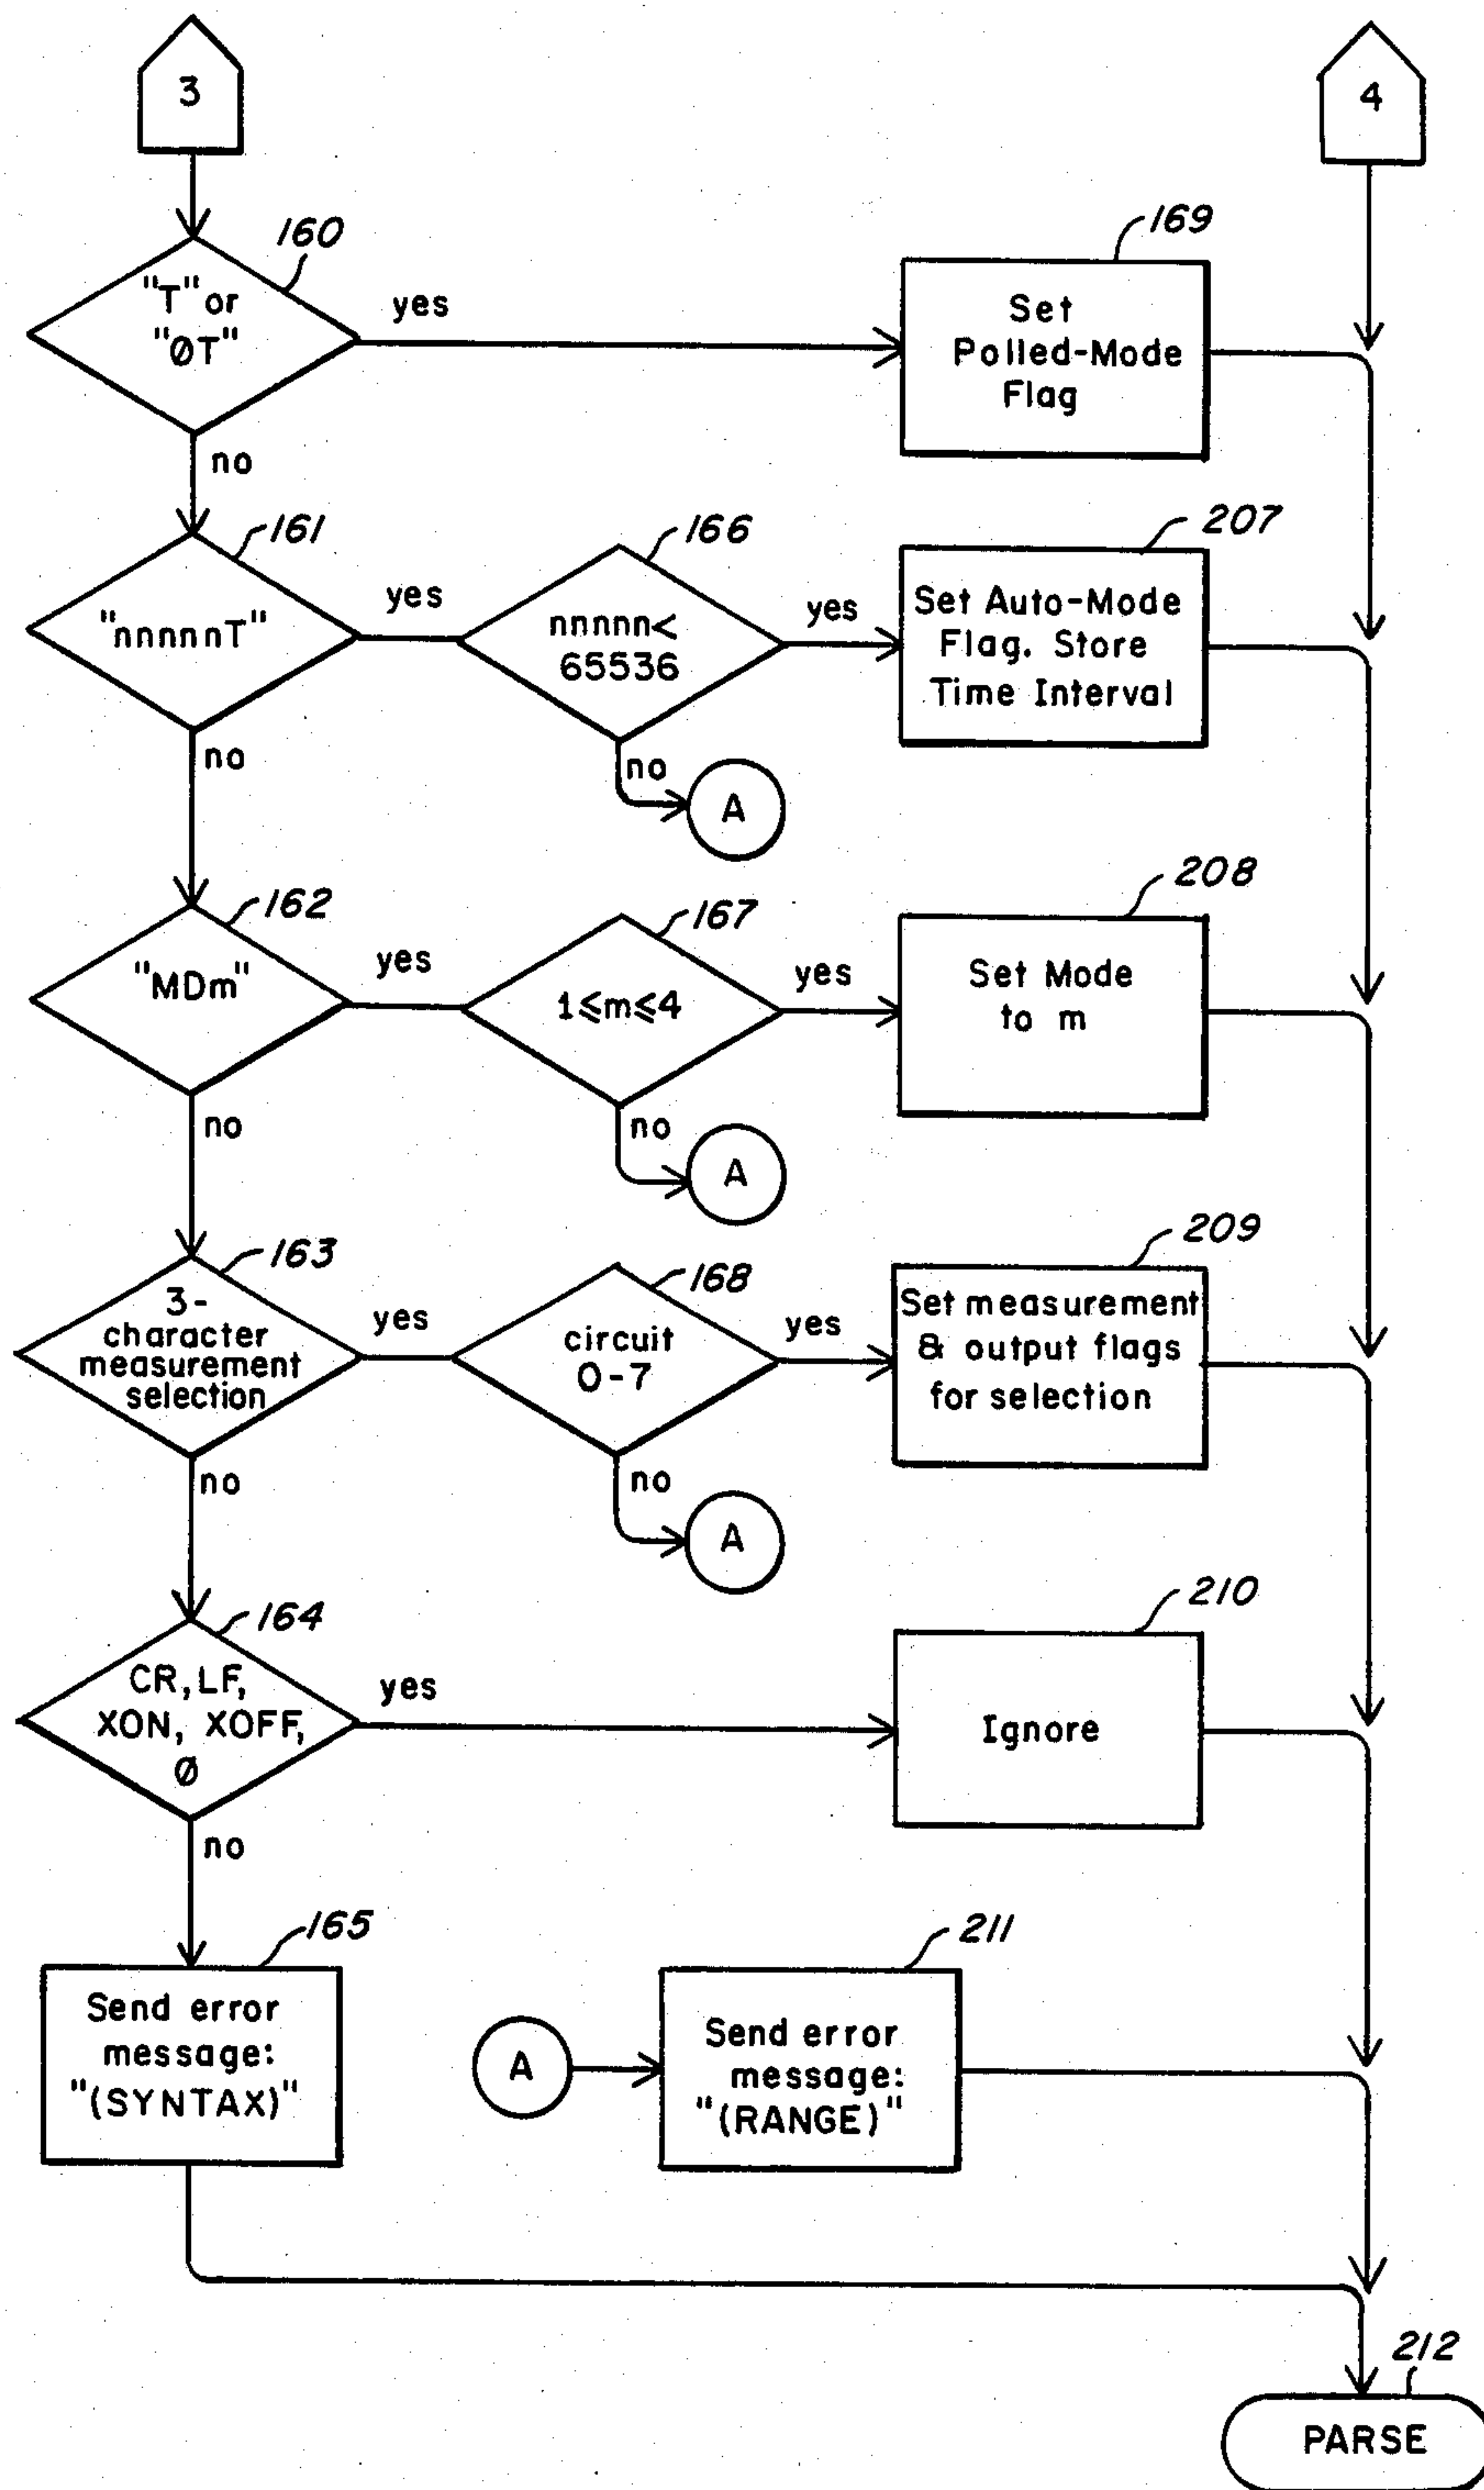 3
4
160
"T" or
"ØT"
yes
no
169
Set
Polled-Mode
Flag
161
"nnnnnT"
yes
no
166
nnnnn<
65536
yes
no
A
207
Set Auto-Mode
Flag. Store
Time Interval
162
"MDm"
yes
no
167
1≤m≤4
yes
no
A
208
Set Mode
to m
163
3-
character
measurement
selection
yes
no
168
circuit
0-7
yes
no
A
209
Set measurement
& output flags
for selection
164
CR, LF,
XON, XOFF,
Ø
yes
no
210
Ignore
165
Send error
message:
"(SYNTAX)"
A
211
Send error
message:
"(RANGE)"
212
PARSE